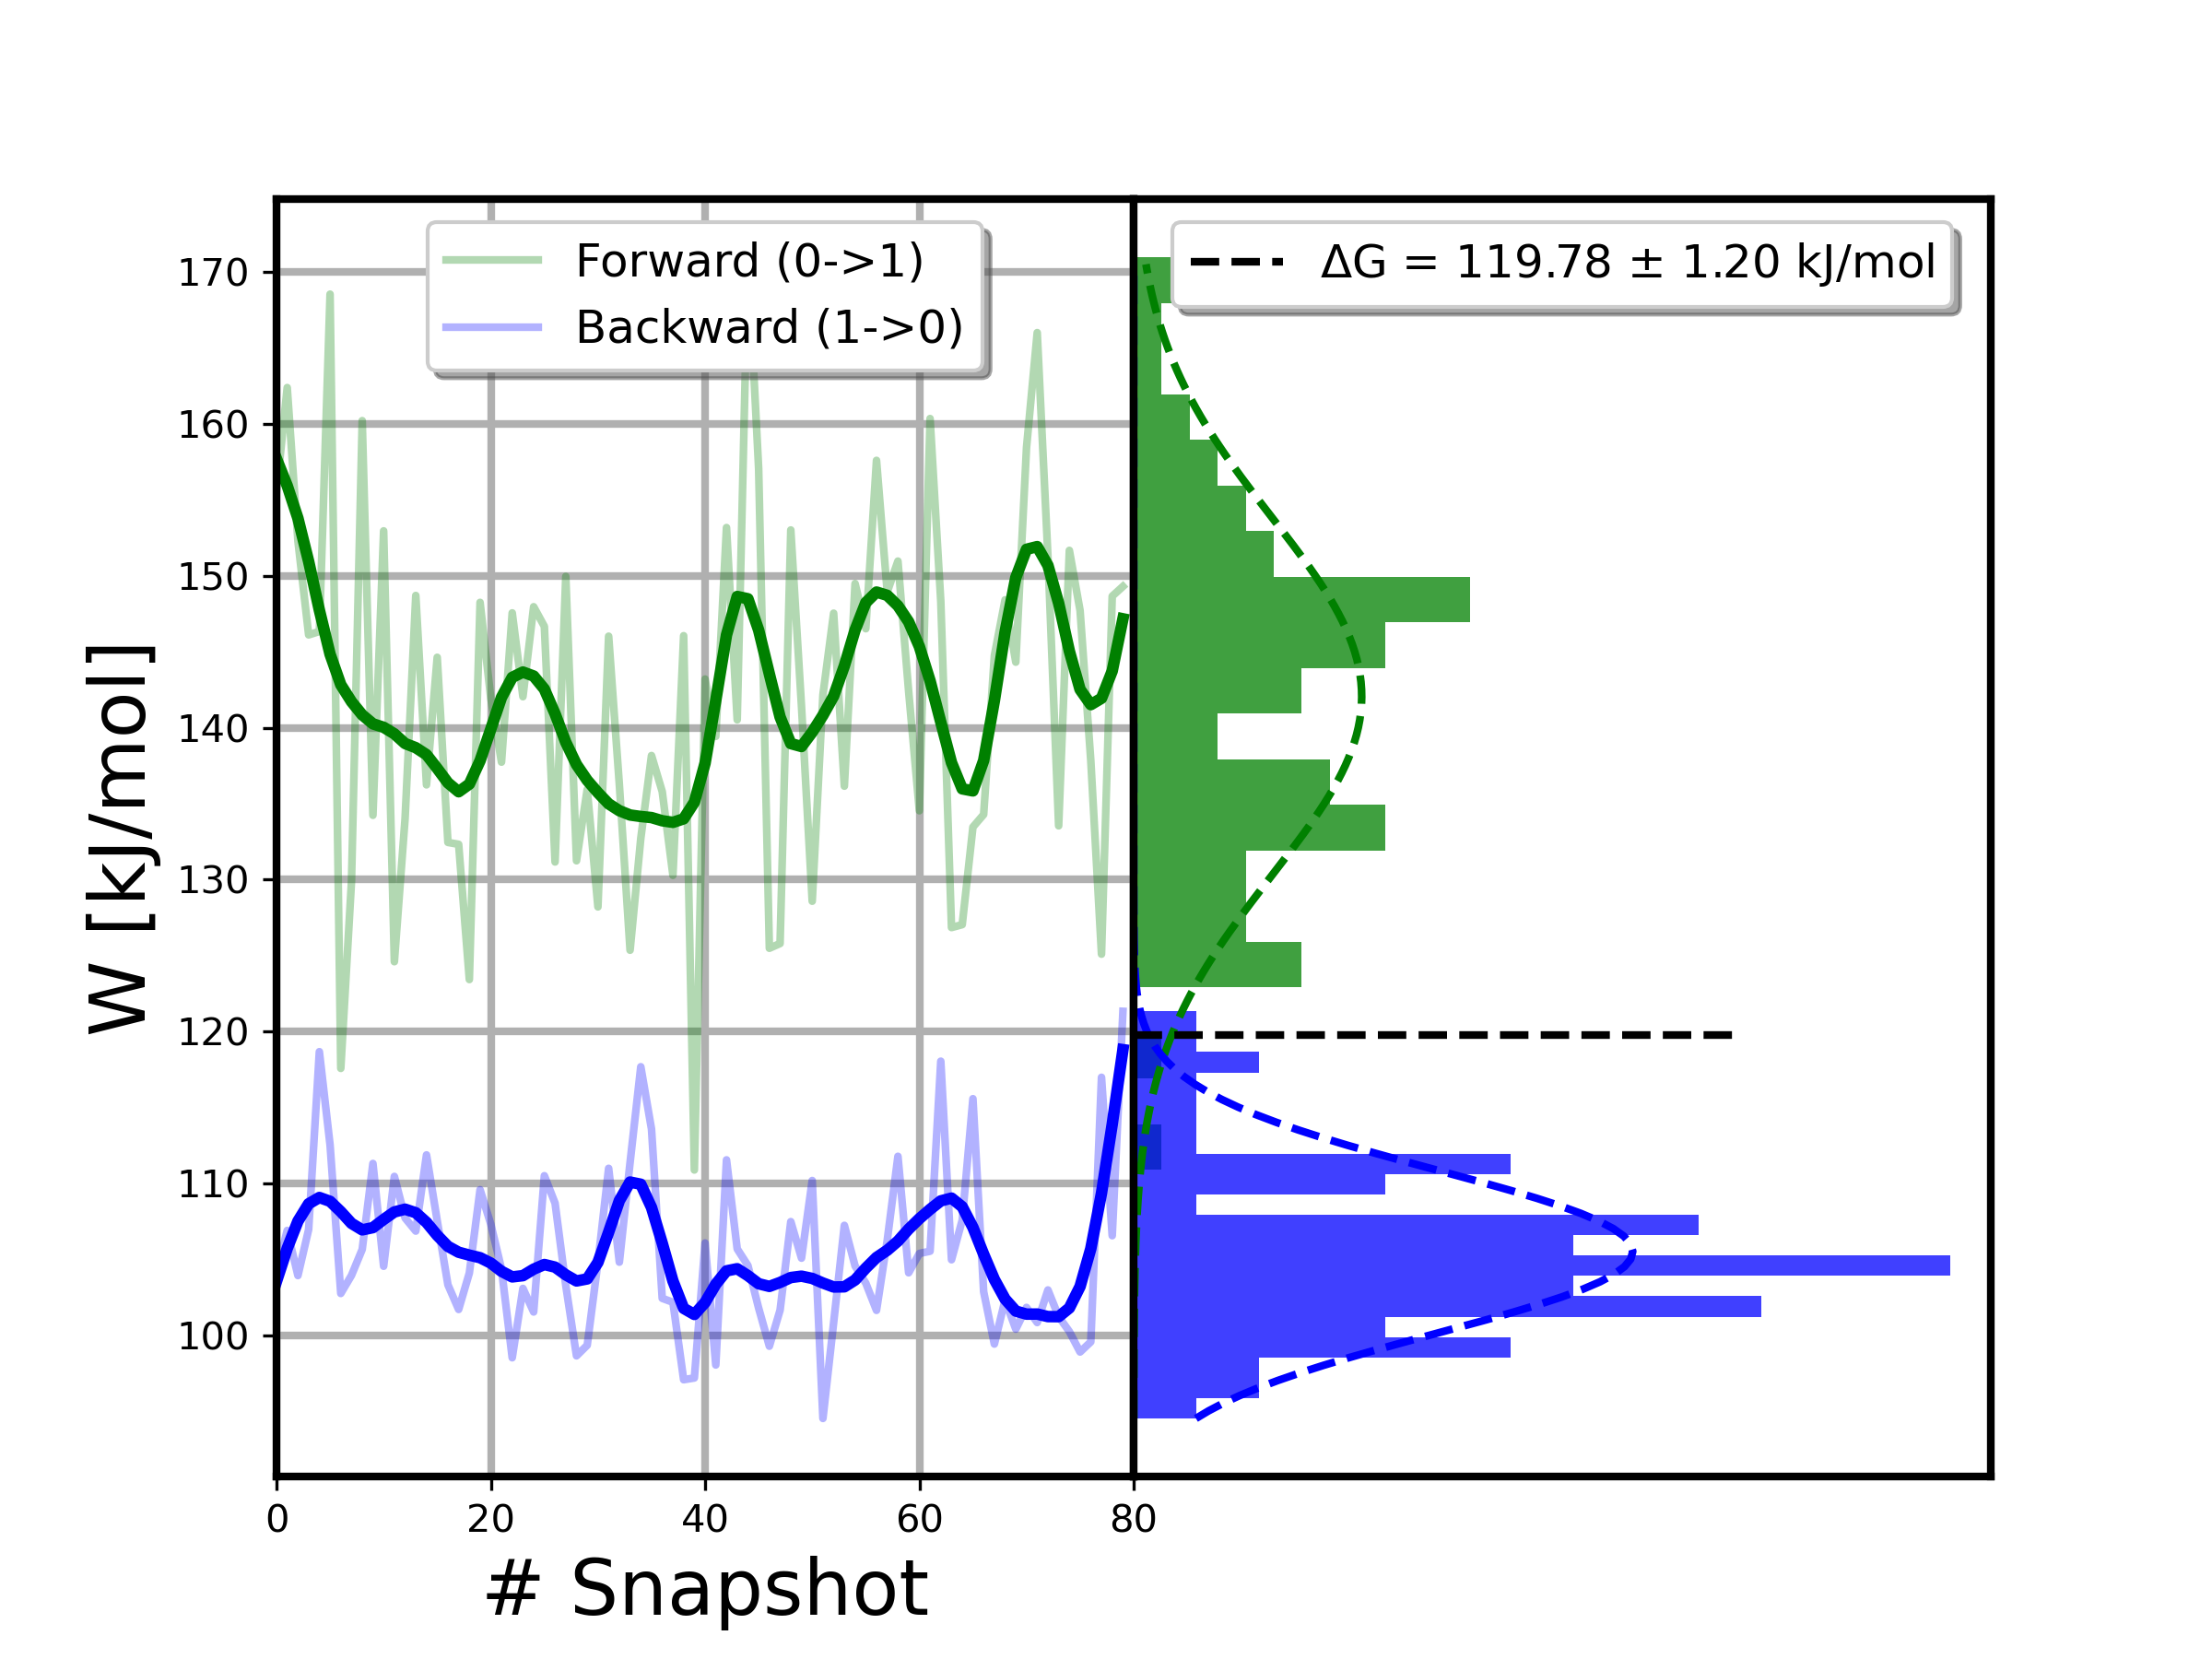 Forward (0->1)
Backward (1->0)
ΔG = 119.78 ± 1.20 kJ/mol
170
160
150
140
130
120
110
100
W [kJ/mol]
0 20 40 60 80
# Snapshot